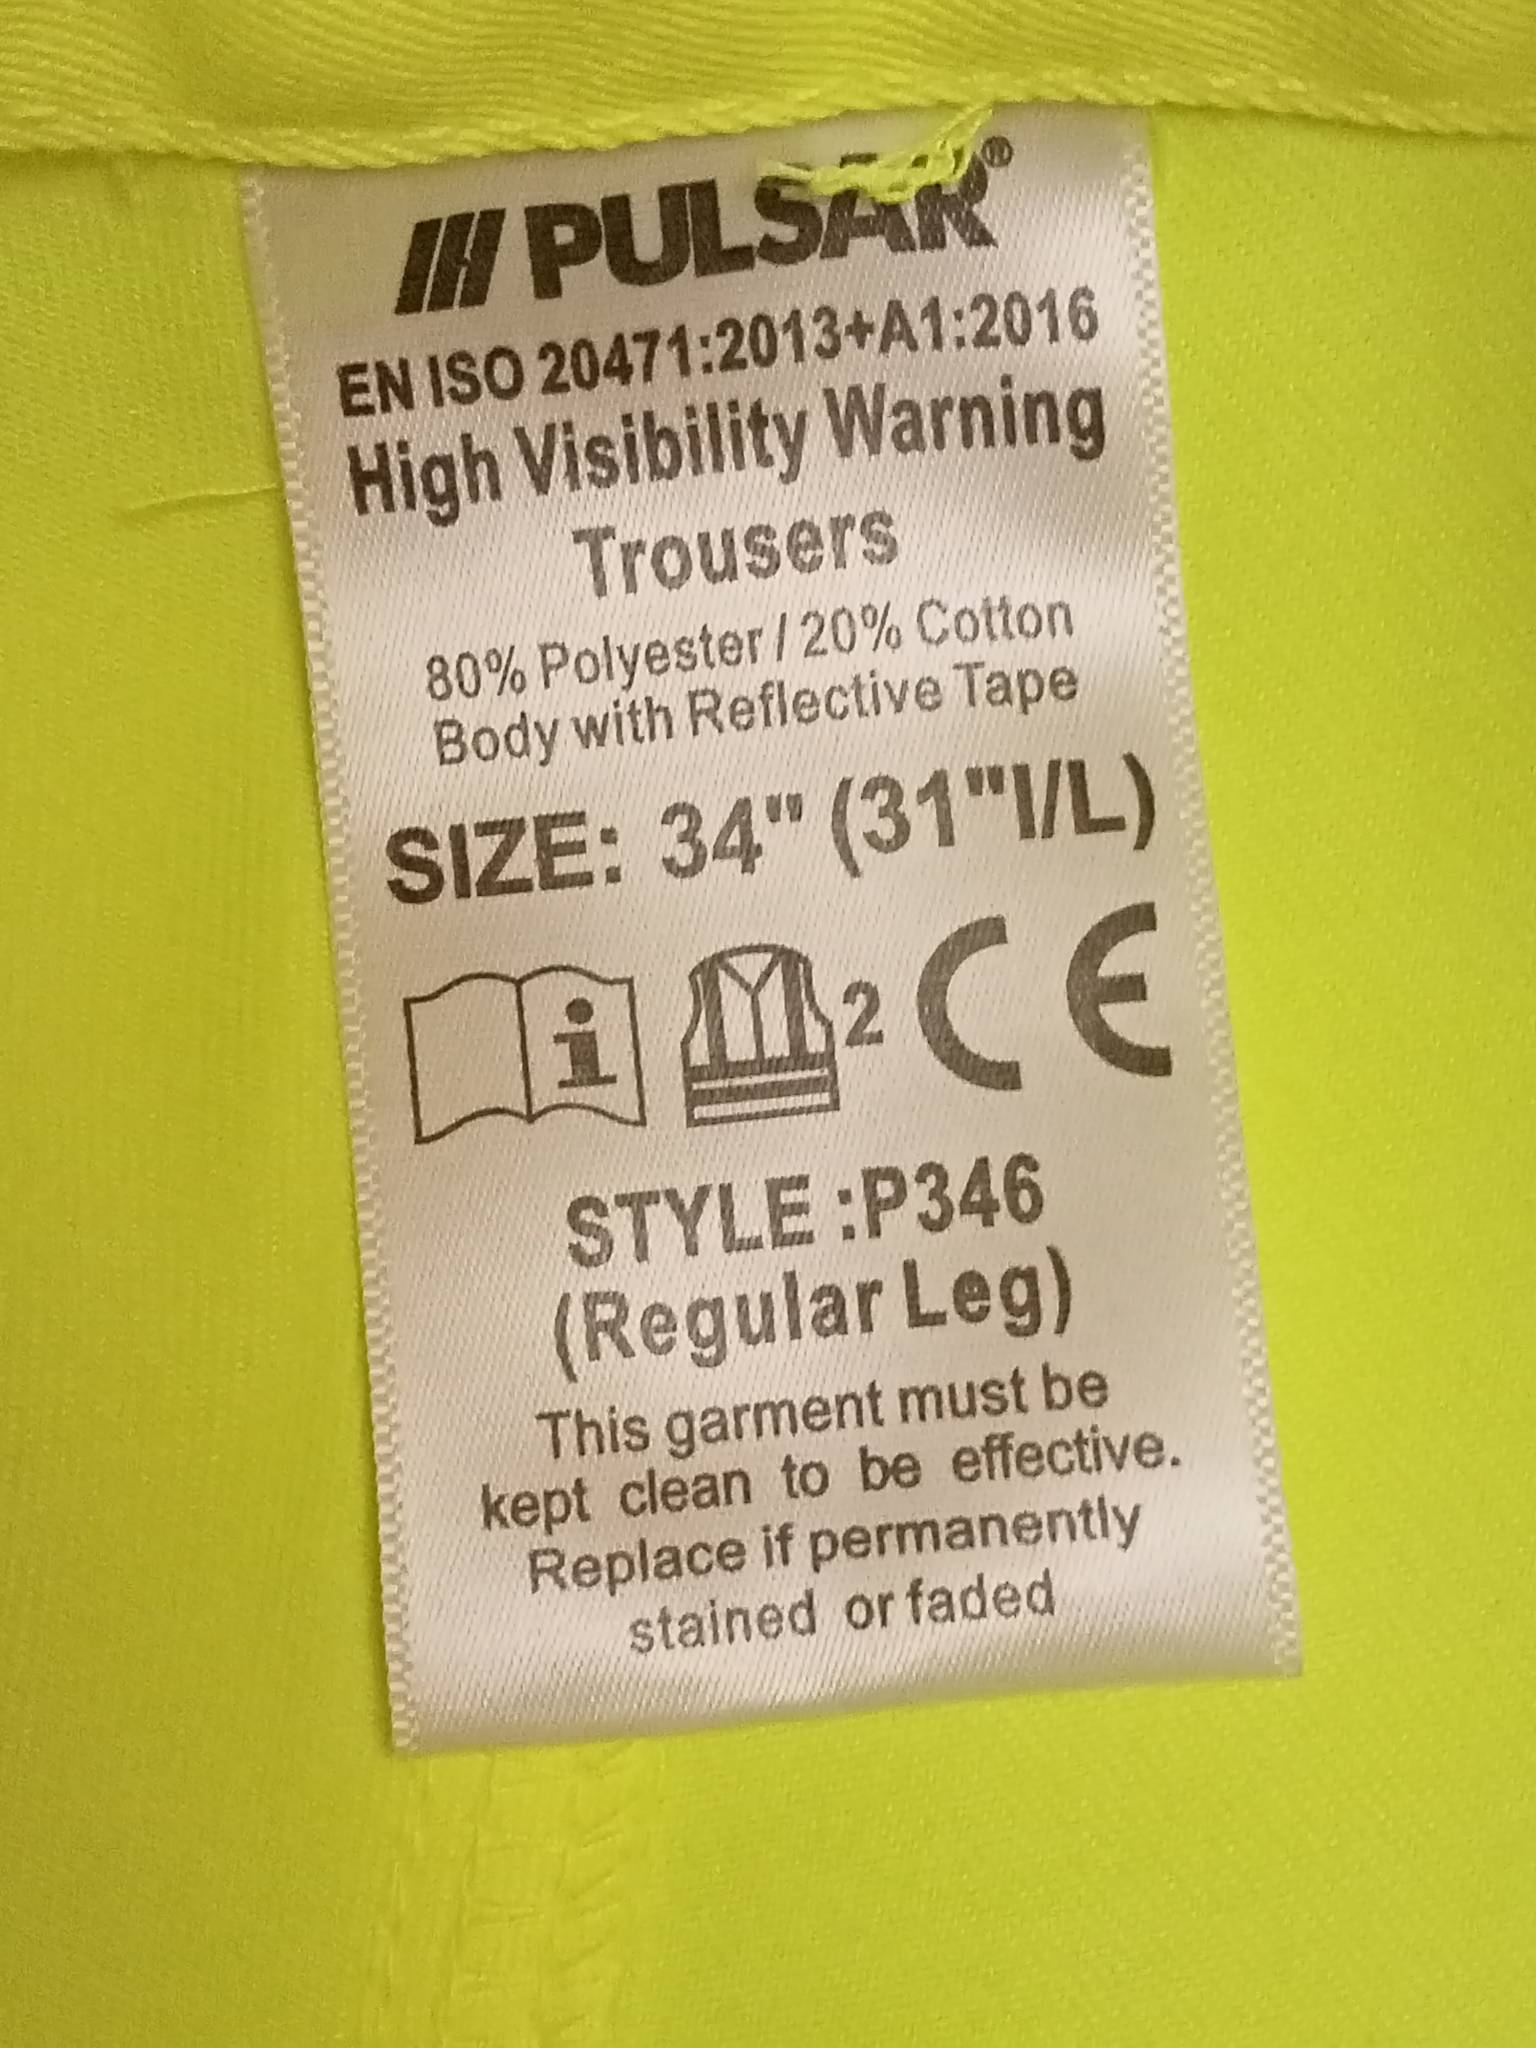 PULSAR®
EN ISO 20471:2013+A1:2016
High Visibility Warning
Trousers
80% Polyester / 20% Cotton
Body with Reflective Tape
SIZE: 34" (31"I/L)
i 2 CE
STYLE :P346
(Regular Leg)
This garment must be
kept clean to be effective.
Replace if permanently
stained or faded